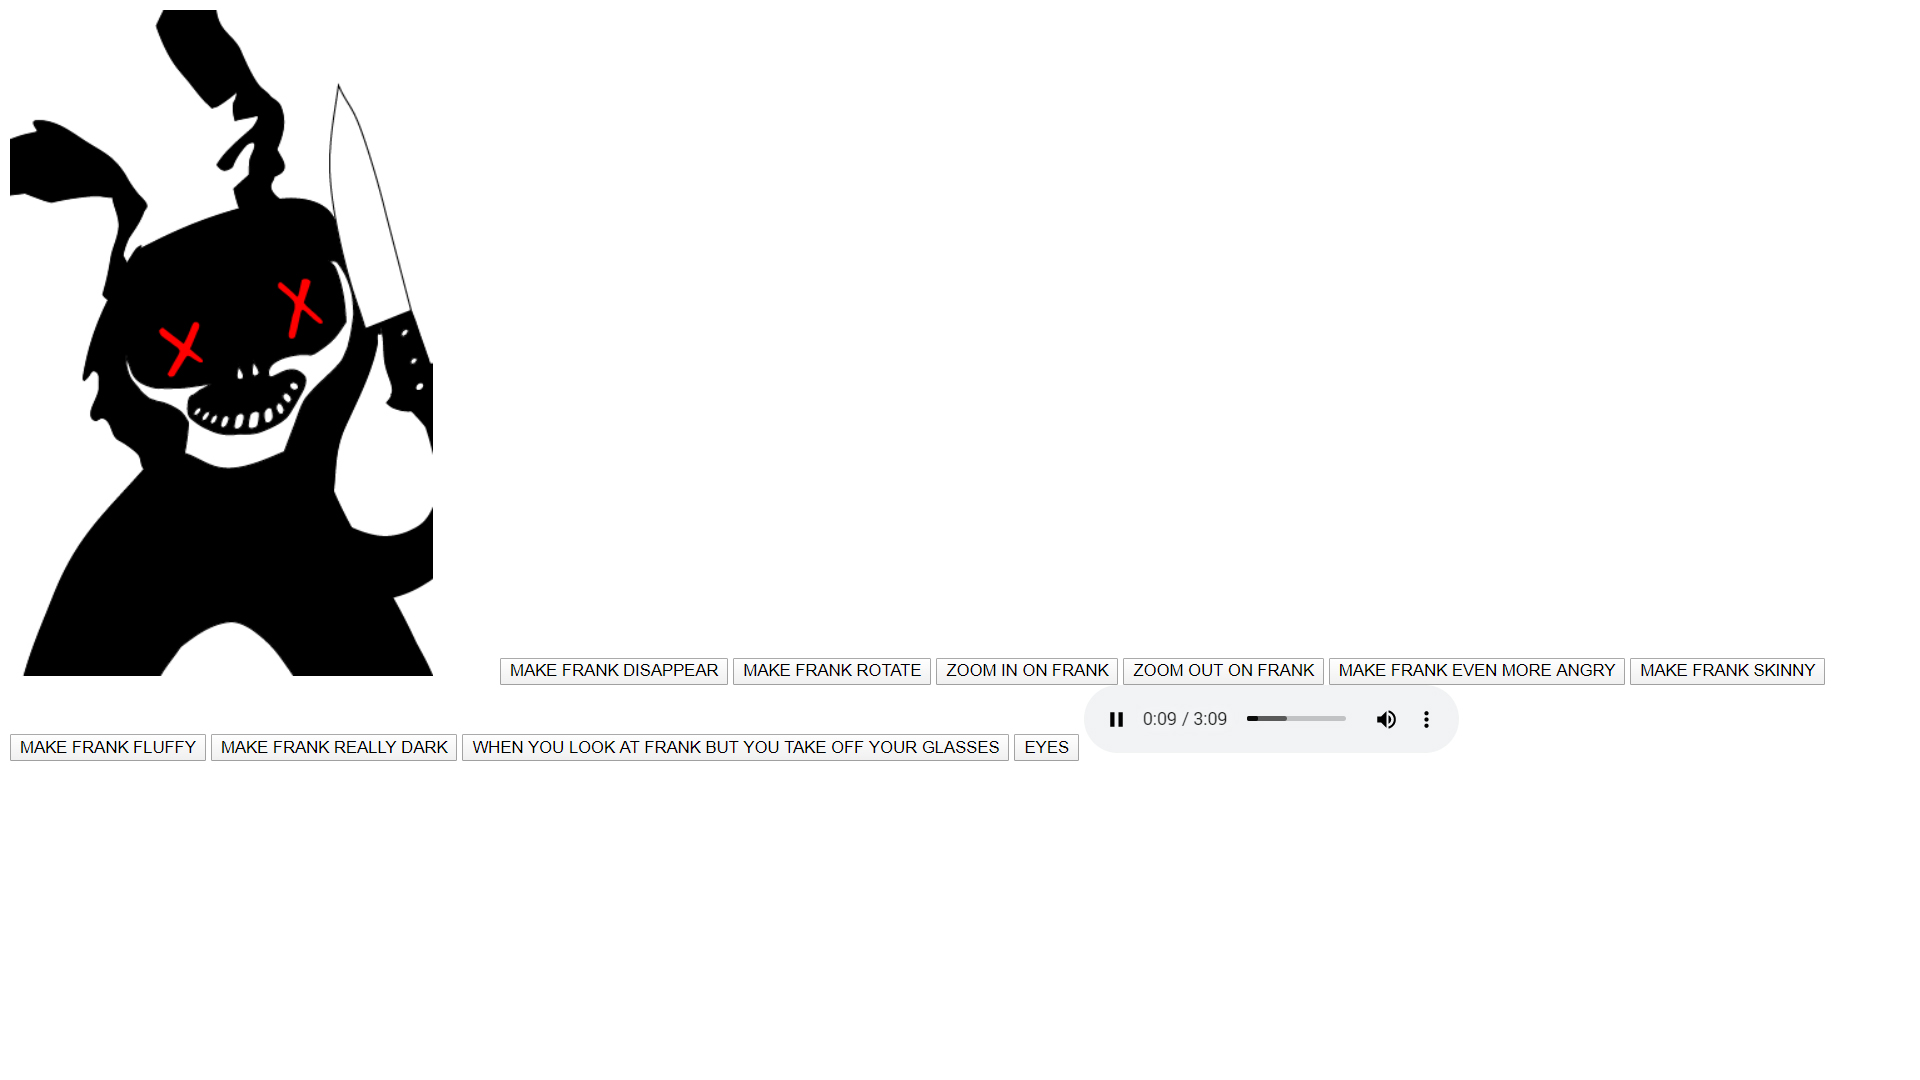 MAKE FRANK DISAPPEAR MAKE FRANK ROTATE ZOOM IN ON FRANK ZOOM OUT ON FRANK MAKE FRANK EVEN MORE ANGRY MAKE FRANK SKINNY
MAKE FRANK FLUFFY MAKE FRANK REALLY DARK WHEN YOU LOOK AT FRANK BUT YOU TAKE OFF YOUR GLASSES EYES 0:09 / 3:09